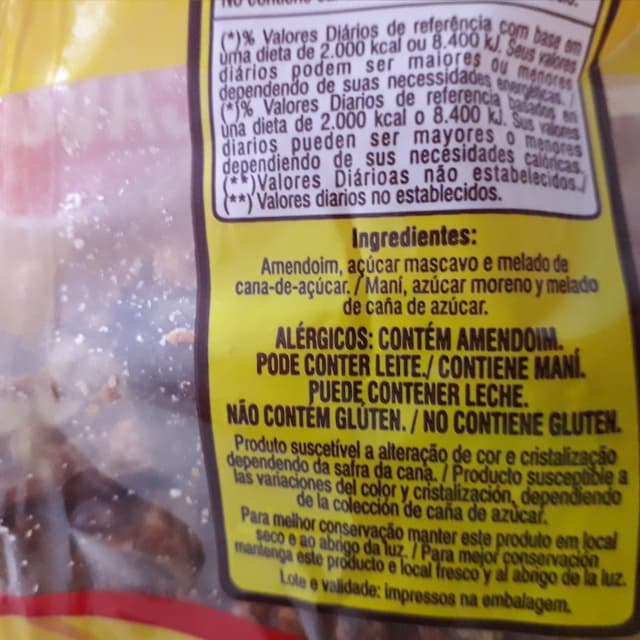 (*)% Valores Diários de referência com base em
uma dieta de 2.000 kcal ou 8.400 kJ. Seus valores
diários podem ser maiores ou menores
dependendo de suas necessidades energéticas. /
(*)% Valores Diarios de referencia basados en
una dieta de 2.000 kcal o 8.400 kJ. Sus valores
diarios pueden ser mayores o menores
dependiendo de sus necesidades calóricas.
(**)Valores Diárioas não estabelecidos./
(**) Valores diarios no establecidos.
Ingredientes:
Amendoim, açúcar mascavo e melado de
cana-de-açúcar. / Maní, azúcar moreno y melado
de caña de azúcar.
ALÉRGICOS: CONTÉM AMENDOIM.
PODE CONTER LEITE./ CONTIENE MANÍ.
PUEDE CONTENER LECHE.
NÃO CONTÉM GLÚTEN. / NO CONTIENE GLUTEN.
Produto suscetível a alteração de cor e cristalização
dependendo da safra da cana. / Producto susceptible a
las variaciones del color y cristalización, dependiendo
de la colección de caña de azúcar.
Para melhor conservação manter este produto em local
seco e ao abrigo da luz. / Para mejor conservación
mantenga este producto e local fresco y al abrigo de la luz.
Lote e validade: impressos na embalagem.